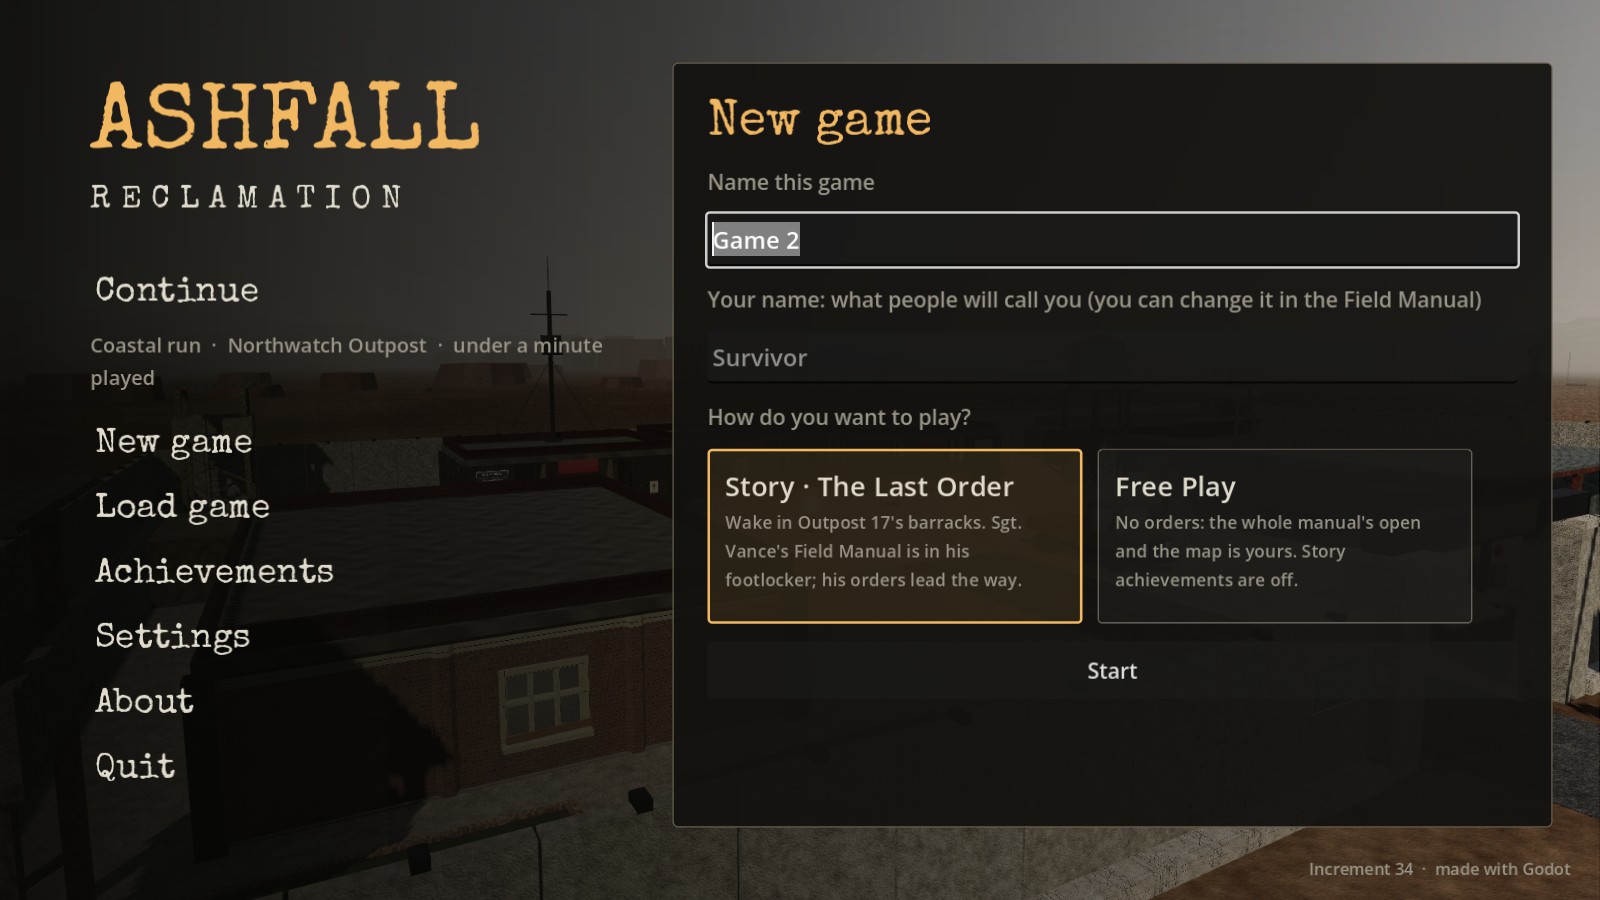 ASHFALL
RECLAMATION
Continue
Coastal run · Northwatch Outpost · under a minute
played
New game
Load game
Achievements
Settings
About
Quit
New game
Name this game
Game 2
Your name: what people will call you (you can change it in the Field Manual)
Survivor
How do you want to play?
Story · The Last Order
Wake in Outpost 17's barracks. Sgt.
Vance's Field Manual is in his
footlocker; his orders lead the way.
Free Play
No orders: the whole manual's open
and the map is yours. Story
achievements are off.
Start
Increment 34 · made with Godot